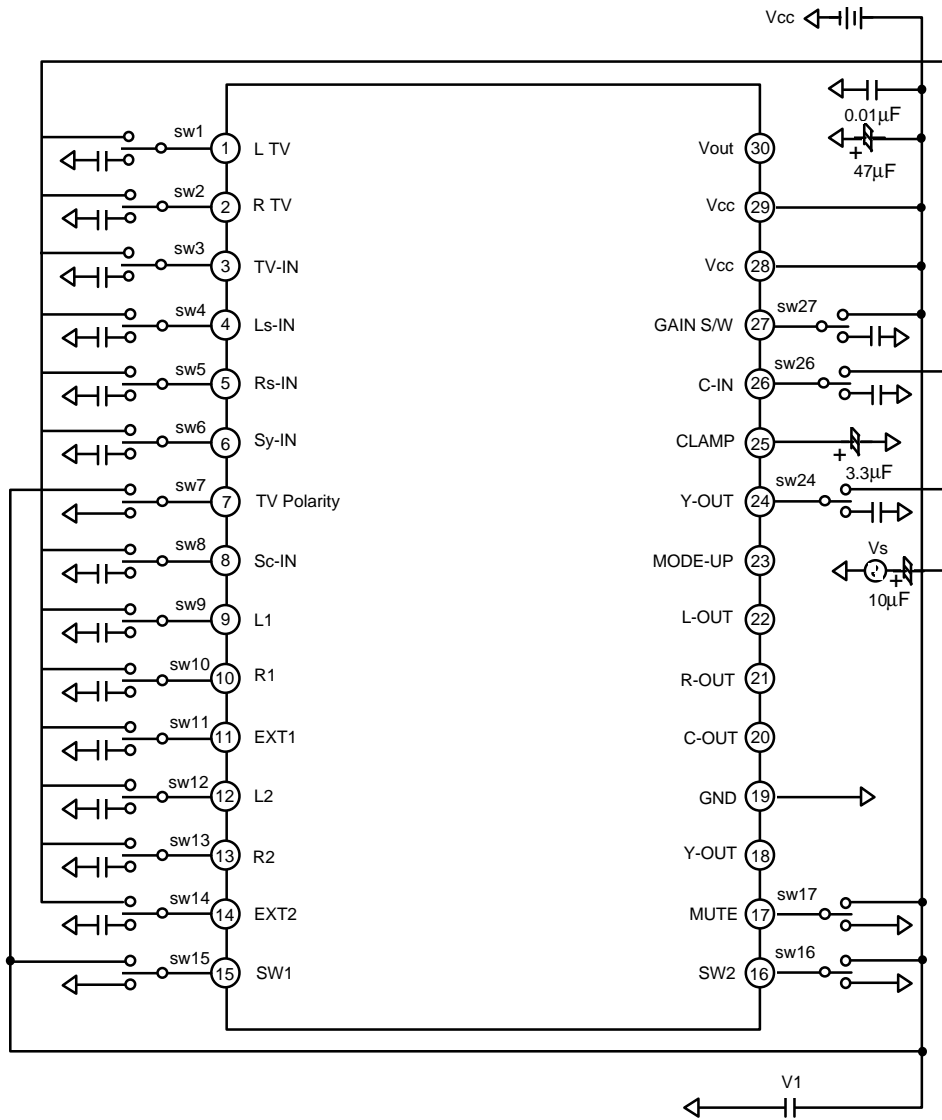 Vcc
0.01µF
+
47µF
sw1
1
L TV
Vout
30
sw2
2
R TV
Vcc
29
sw3
3
TV-IN
Vcc
28
sw4
4
Ls-IN
GAIN S/W
27
sw27
sw5
5
Rs-IN
C-IN
26
sw26
sw6
6
Sy-IN
CLAMP
25
+
3.3µF
sw7
7
TV Polarity
Y-OUT
24
sw24
sw8
8
Sc-IN
MODE-UP
23
Vs
+
10µF
sw9
9
L1
L-OUT
22
sw10
10
R1
R-OUT
21
sw11
11
EXT1
C-OUT
20
sw12
12
L2
GND
19
sw13
13
R2
Y-OUT
18
sw14
14
EXT2
MUTE
17
sw17
sw15
15
SW1
SW2
16
sw16
V1